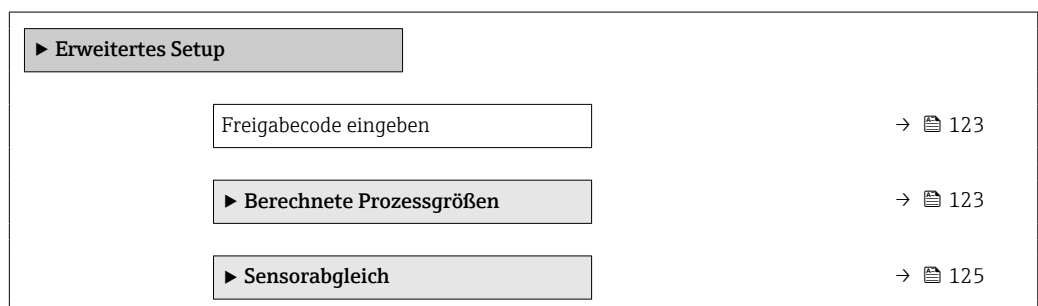 ► Erweitertes Setup
Freigabecode eingeben → 123
► Berechnete Prozessgrößen → 123
► Sensorabgleich → 125